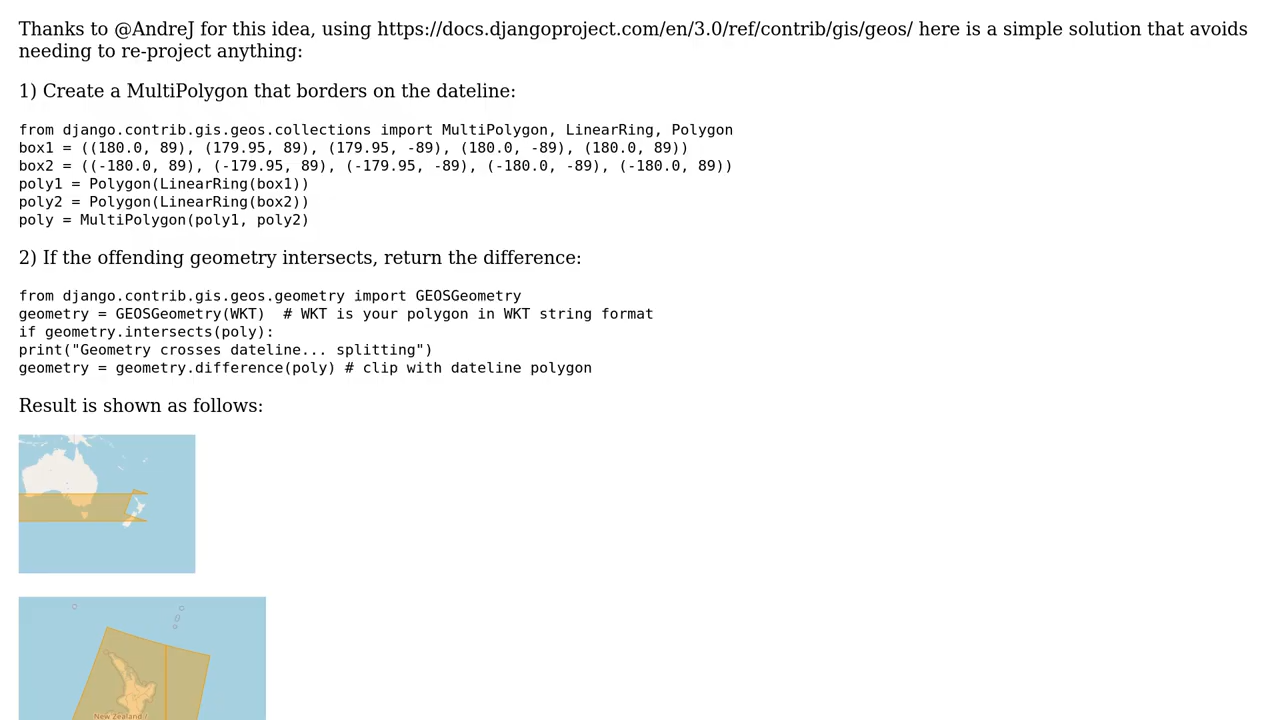 Thanks to @AndreJ for this idea, using https://docs.djangoproject.com/en/3.0/ref/contrib/gis/geos/ here is a simple solution that avoids
needing to re-project anything:
1) Create a MultiPolygon that borders on the dateline:
from django.contrib.gis.geos.collections import MultiPolygon, LinearRing, Polygon
box1 = ((180.0, 89), (179.95, 89), (179.95, -89), (180.0, -89), (180.0, 89))
box2 = ((-180.0, 89), (-179.95, 89), (-179.95, -89), (-180.0, -89), (-180.0, 89))
poly1 = Polygon(LinearRing(box1))
poly2 = Polygon(LinearRing(box2))
poly = MultiPolygon(poly1, poly2)
2) If the offending geometry intersects, return the difference:
from django.contrib.gis.geos.geometry import GEOSGeometry
geometry = GEOSGeometry(WKT)  # WKT is your polygon in WKT string format
if geometry.intersects(poly):
print("Geometry crosses dateline... splitting")
geometry = geometry.difference(poly) # clip with dateline polygon
Result is shown as follows:
New Zealand /